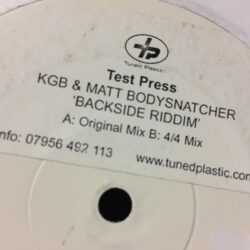 Tuned Plastic
Test Press
KGB & MATT BODYSNATCHER
'BACKSIDE RIDDIM'
A: Original Mix B: 4/4 Mix
info: 07956 492 113
www.tunedplastic.com